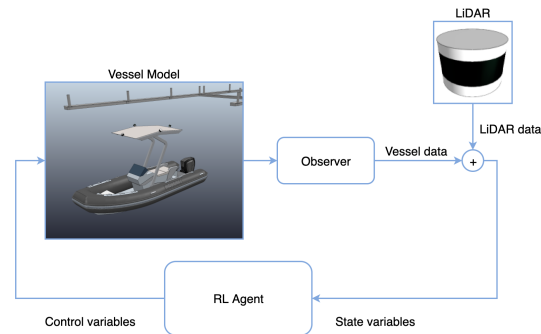 LiDAR
Vessel Model
LiDAR data
Observer
Vessel data
+
RL Agent
Control variables
State variables